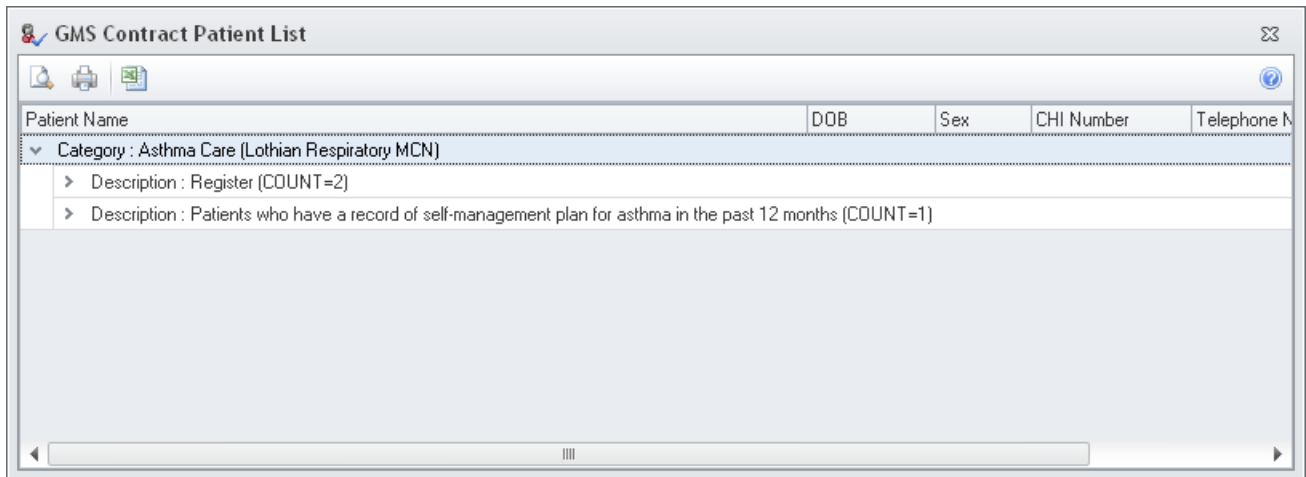 GMS Contract Patient List
Patient Name DOB Sex CHI Number Telephone N
Category : Asthma Care (Lothian Respiratory MCN)
Description : Register (COUNT=2)
Description : Patients who have a record of self-management plan for asthma in the past 12 months (COUNT=1)